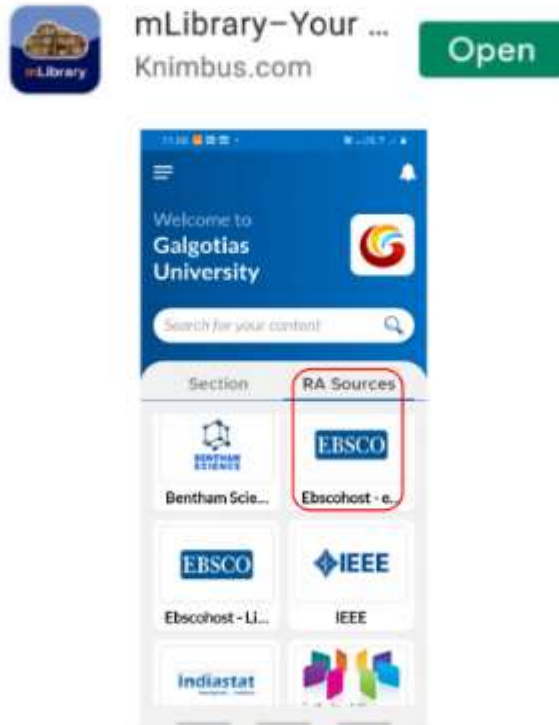 mLibrary–Your ...
mLibrary
Knimbus.com
Open
Welcome to
Galgotias
University
Search for your content
Section
RA Sources
BENTHAM
SCIENCE
EBSCO
Bentham Scie...
Ebscohost - e...
EBSCO
IEEE
Ebscohost - Li...
IEEE
indiastat